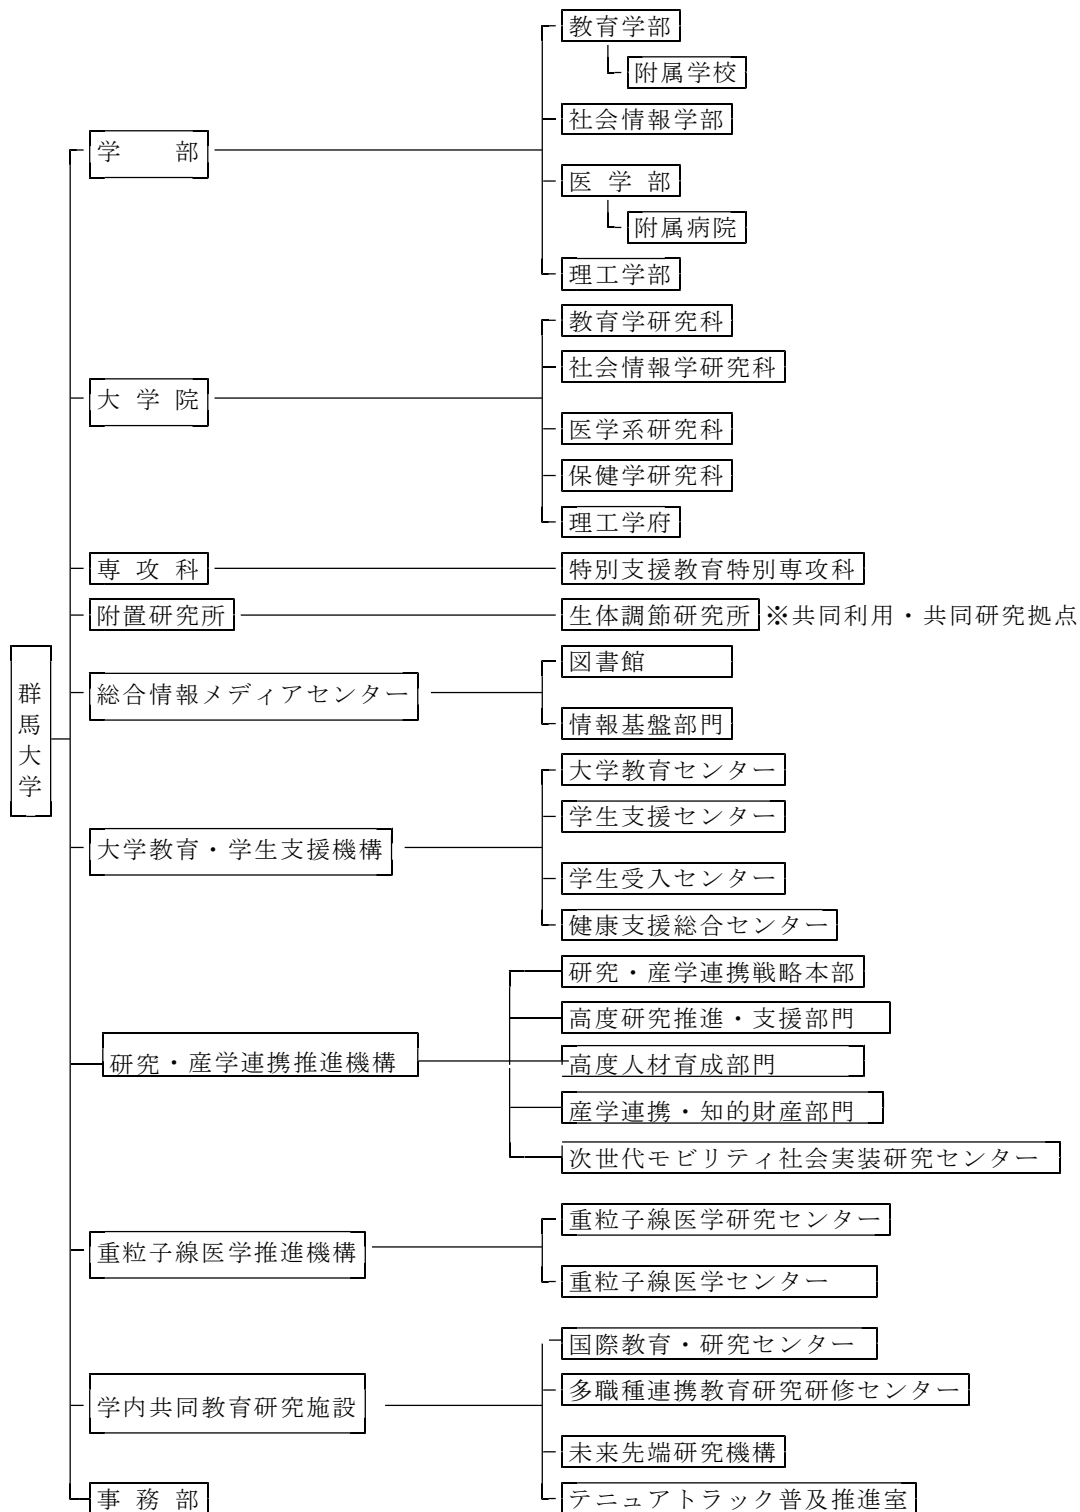 群馬大学
学部
教育学部
附属学校
社会情報学部
医学部
附属病院
理工学部
大学院
教育学研究科
社会情報学研究科
医学系研究科
保健学研究科
理工学府
専攻科
特別支援教育特別専攻科
附置研究所
生体調節研究所 ※共同利用・共同研究拠点
総合情報メディアセンター
図書館
情報基盤部門
大学教育・学生支援機構
大学教育センター
学生支援センター
学生受入センター
健康支援総合センター
研究・産学連携推進機構
研究・産学連携戦略本部
高度研究推進・支援部門
高度人材育成部門
産学連携・知的財産部門
次世代モビリティ社会実装研究センター
重粒子線医学推進機構
重粒子線医学研究センター
重粒子線医学センター
学内共同教育研究施設
国際教育・研究センター
多職種連携教育研究研修センター
未来先端研究機構
テニュアトラック普及推進室
事務部